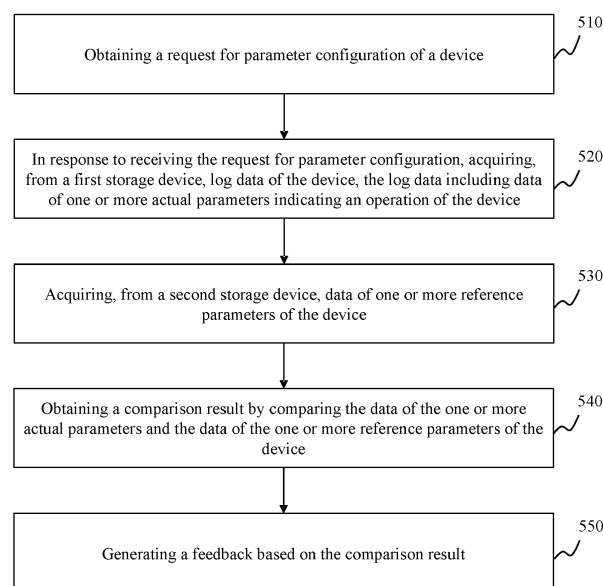 510
Obtaining a request for parameter configuration of a device
520
In response to receiving the request for parameter configuration, acquiring,
from a first storage device, log data of the device, the log data including data
of one or more actual parameters indicating an operation of the device
530
Acquiring, from a second storage device, data of one or more reference
parameters of the device
540
Obtaining a comparison result by comparing the data of the one or more
actual parameters and the data of the one or more reference parameters of the
device
550
Generating a feedback based on the comparison result